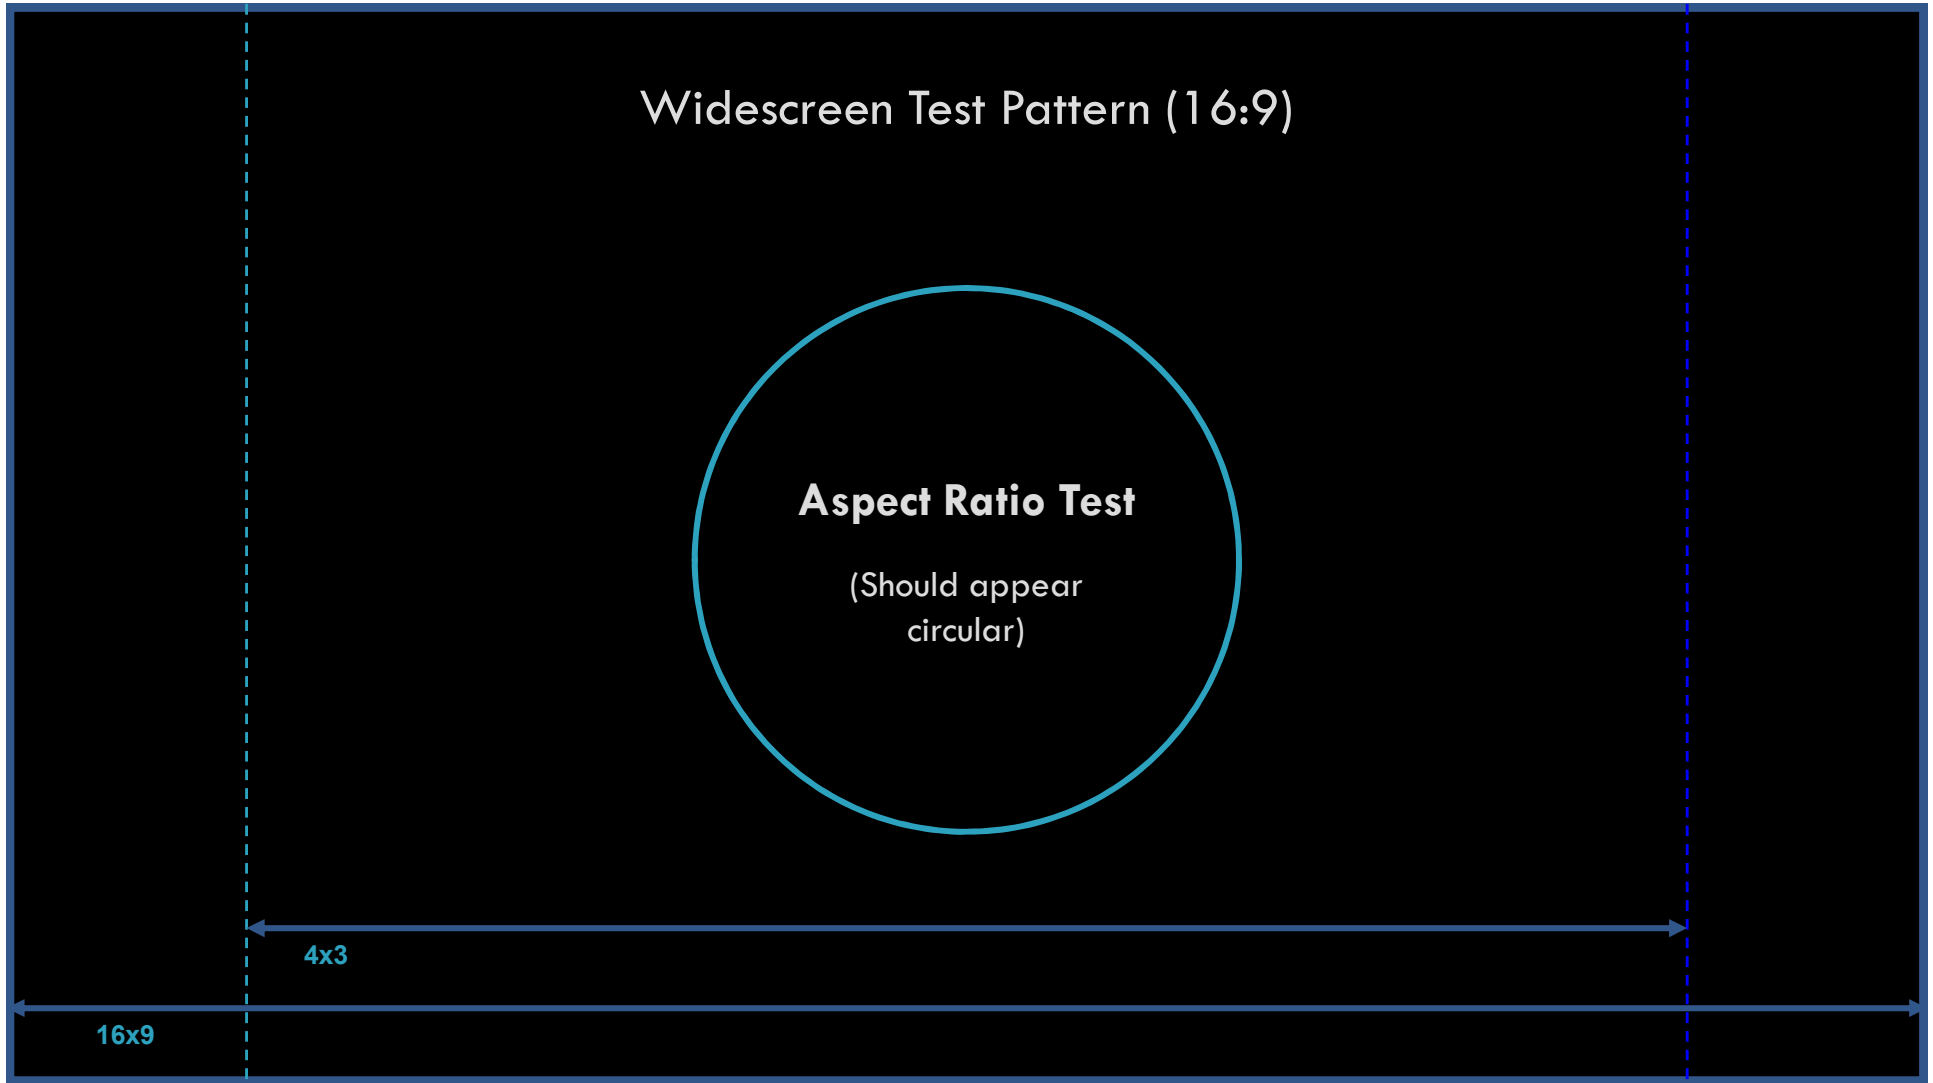 Widescreen Test Pattern (16:9)
Aspect Ratio Test
(Should appear
circular)
4x3
16x9